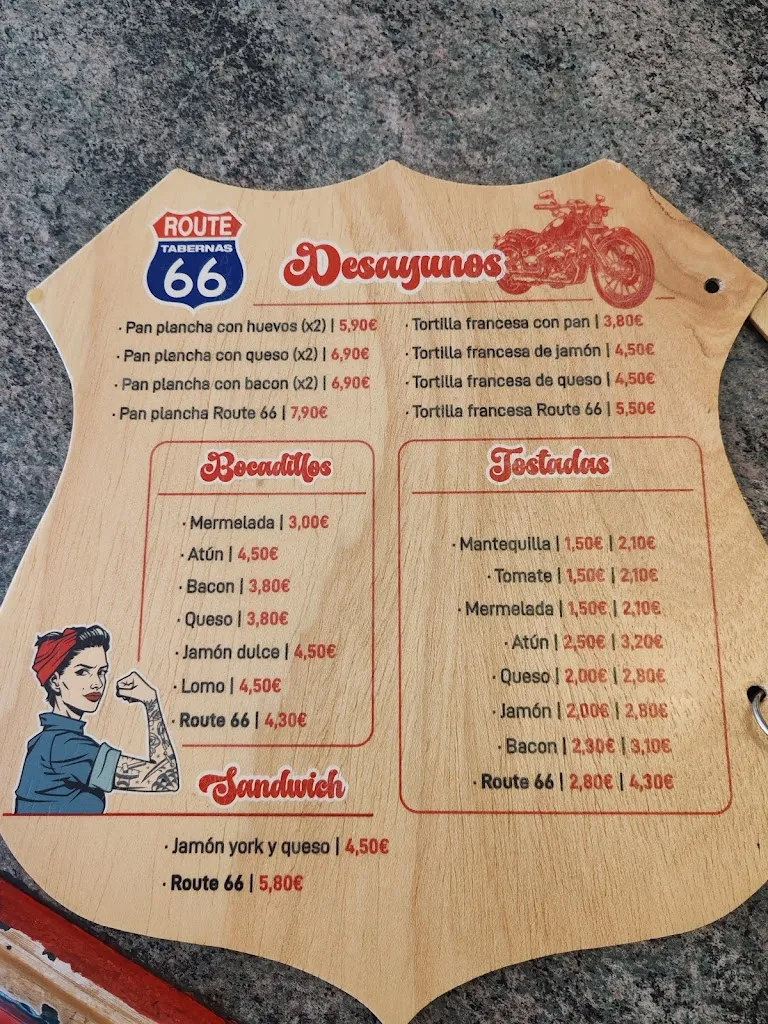 ROUTE
TABERNAS
66
Desayunos
· Pan plancha con huevos (x2) | 5,90€
· Pan plancha con queso (x2) | 6,90€
· Pan plancha con bacon (x2) | 6,90€
· Pan plancha Route 66 | 7,90€
· Tortilla francesa con pan | 3,80€
· Tortilla francesa de jamón | 4,50€
· Tortilla francesa de queso | 4,50€
· Tortilla francesa Route 66 | 5,50€
Bocadillos
· Mermelada | 3,00€
· Atún | 4,50€
· Bacon | 3,80€
· Queso | 3,80€
· Jamón dulce | 4,50€
· Lomo | 4,50€
· Route 66 | 4,30€
Tostadas
· Mantequilla | 1,50€ | 2,10€
· Tomate | 1,50€ | 2,10€
· Mermelada | 1,50€ | 2,10€
· Atún | 2,50€ | 3,20€
· Queso | 2,00€ | 2,80€
· Jamón | 2,00€ | 2,80€
· Bacon | 2,30€ | 3,10€
· Route 66 | 2,80€ | 4,30€
Sandwich
· Jamón york y queso | 4,50€
· Route 66 | 5,80€